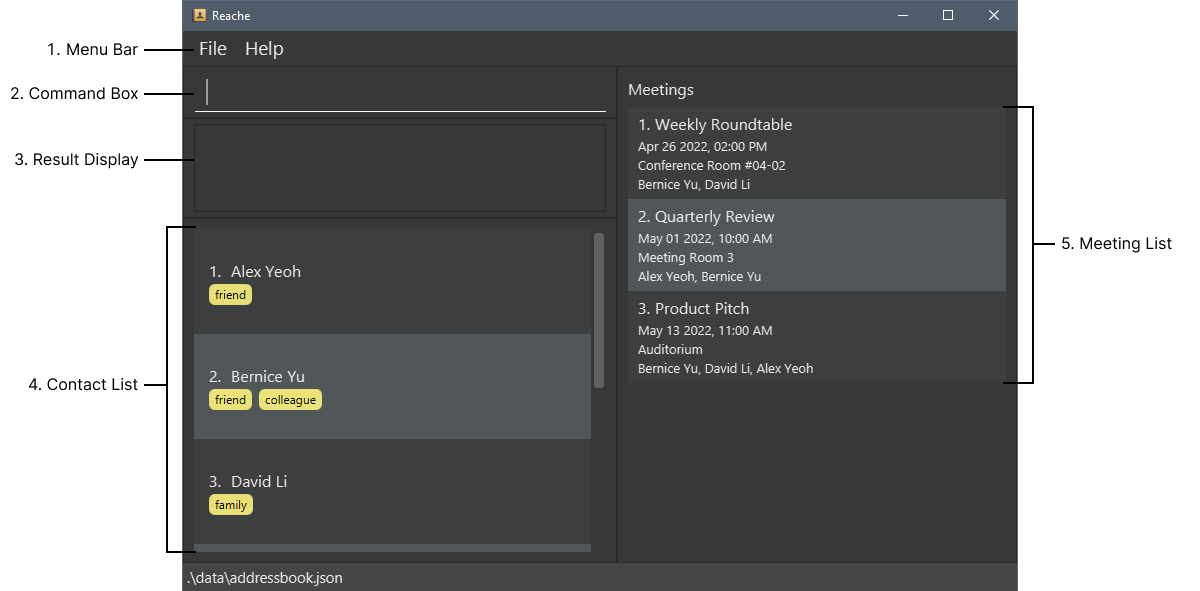 Reache
1. Menu Bar
File Help
2. Command Box
3. Result Display
4. Contact List
1. Alex Yeoh
friend
2. Bernice Yu
friend colleague
3. David Li
family
Meetings
1. Weekly Roundtable
Apr 26 2022, 02:00 PM
Conference Room #04-02
Bernice Yu, David Li
2. Quarterly Review
May 01 2022, 10:00 AM
Meeting Room 3
Alex Yeoh, Bernice Yu
3. Product Pitch
May 13 2022, 11:00 AM
Auditorium
Bernice Yu, David Li, Alex Yeoh
5. Meeting List
.\data\addressbook.json